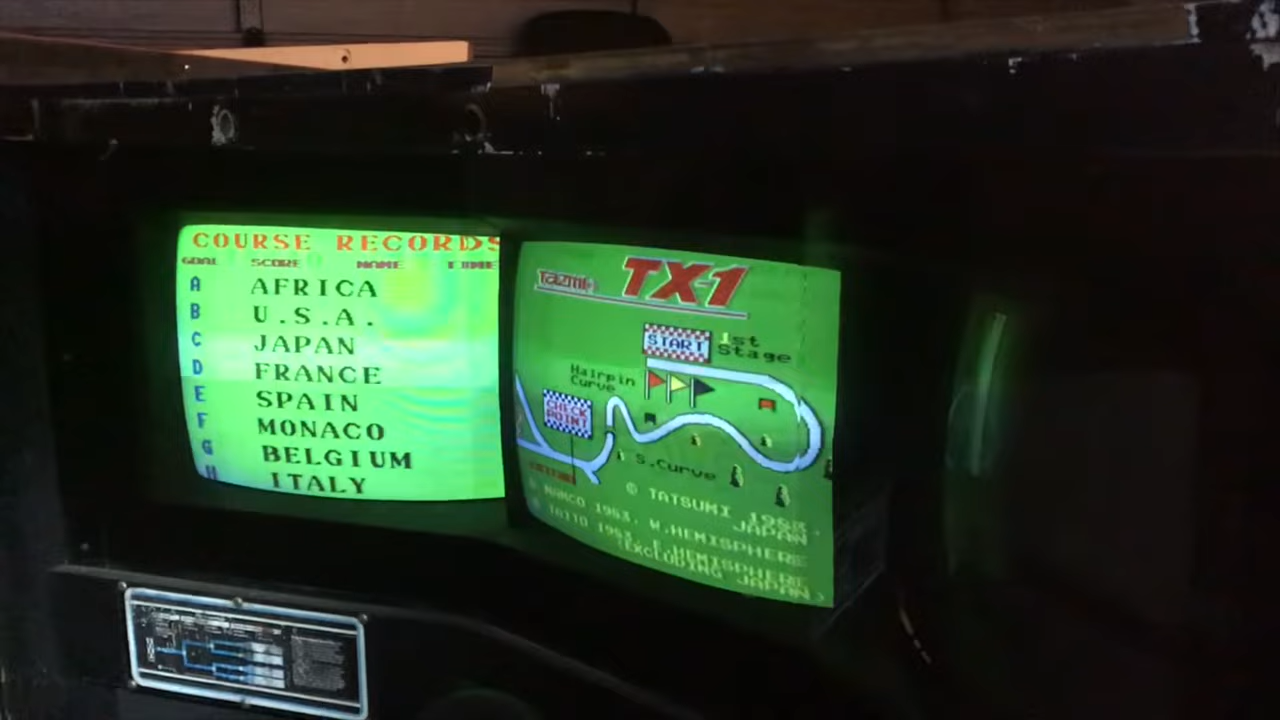 COURSE RECORDS
GOAL SCORE NAME TIME
A AFRICA
B U.S.A.
C JAPAN
D FRANCE
E SPAIN
F MONACO
G BELGIUM
H ITALY
TX-1
START
1st
Stage
Hairpin
Curve
CHECK
POINT
S.Curve
© TATSUMI 1983. JAPAN
NAMCO 1983. W.HEMISPHERE
TAITO 1983. E.HEMISPHERE
(EXCLUDING JAPAN)